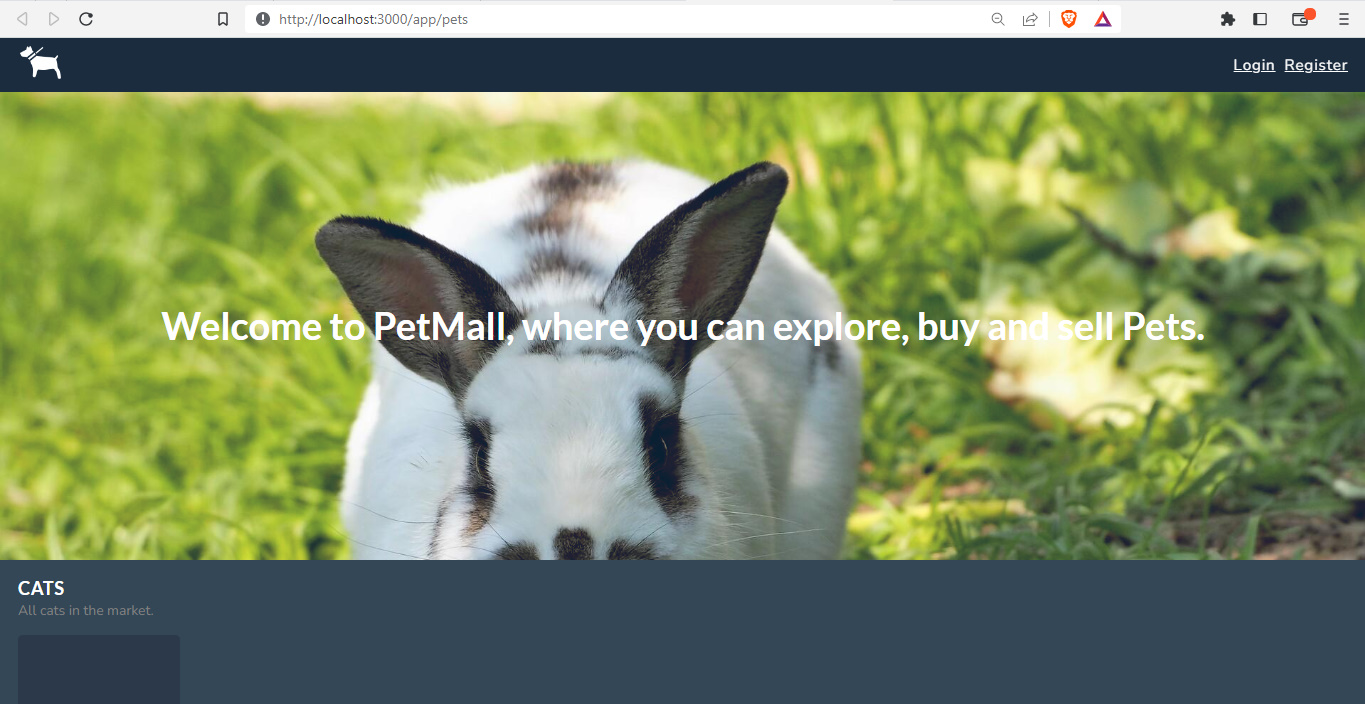 http://localhost:3000/app/pets
Login Register
Welcome to PetMall, where you can explore, buy and sell Pets.
CATS
All cats in the market.